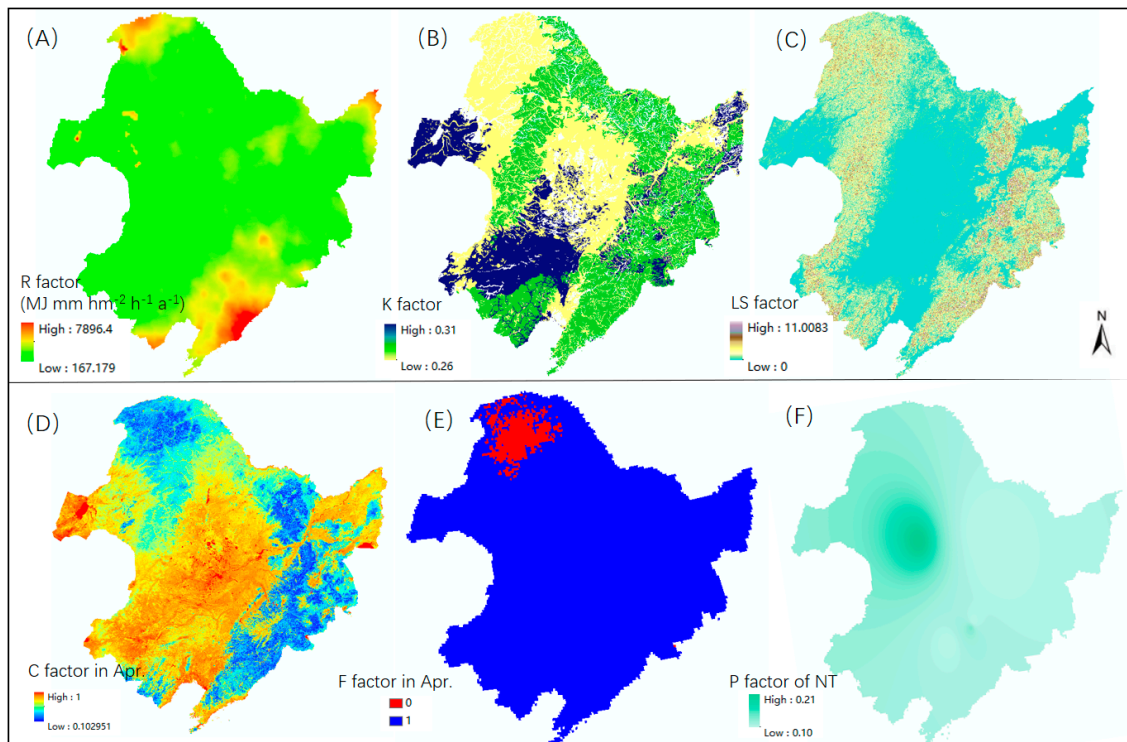 (A)
R factor
(MJ mm hm⁻² h⁻¹ a⁻¹)
High : 7896.4
Low : 167.179
(B)
K factor
High : 0.31
Low : 0.26
(C)
LS factor
High : 11.0083
Low : 0
N
(D)
C factor in Apr.
High : 1
Low : 0.102951
(E)
F factor in Apr.
0
1
(F)
P factor of NT
High : 0.21
Low : 0.10